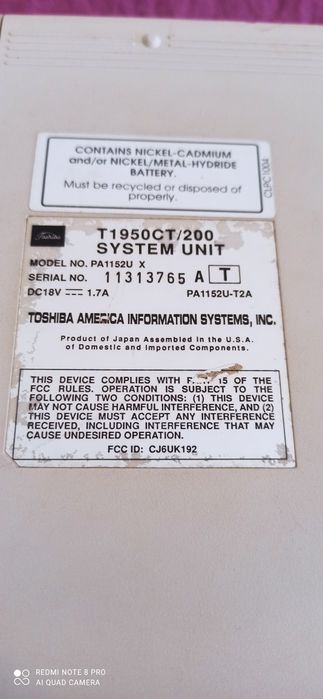 CONTAINS NICKEL-CADMIUM
and/or NICKEL/METAL-HYDRIDE
BATTERY.
Must be recycled or disposed of
properly.
CLPC1004
Toshiba
T1950CT/200
SYSTEM UNIT
MODEL NO. PA1152U X
SERIAL NO. 11313765 A T
DC18V ⎓ 1.7A PA1152U-T2A
TOSHIBA AMERICA INFORMATION SYSTEMS, INC.
Product of Japan Assembled in the U.S.A.
of Domestic and Imported Components.
THIS DEVICE COMPLIES WITH 15 OF THE
FCC RULES. OPERATION IS SUBJECT TO THE
FOLLOWING TWO CONDITIONS: (1) THIS DEVICE
MAY NOT CAUSE HARMFUL INTERFERENCE, AND (2)
THIS DEVICE MUST ACCEPT ANY INTERFERENCE
RECEIVED, INCLUDING INTERFERENCE THAT MAY
CAUSE UNDESIRED OPERATION.
FCC ID: CJ6UK192
REDMI NOTE 8 PRO
AI QUAD CAMERA